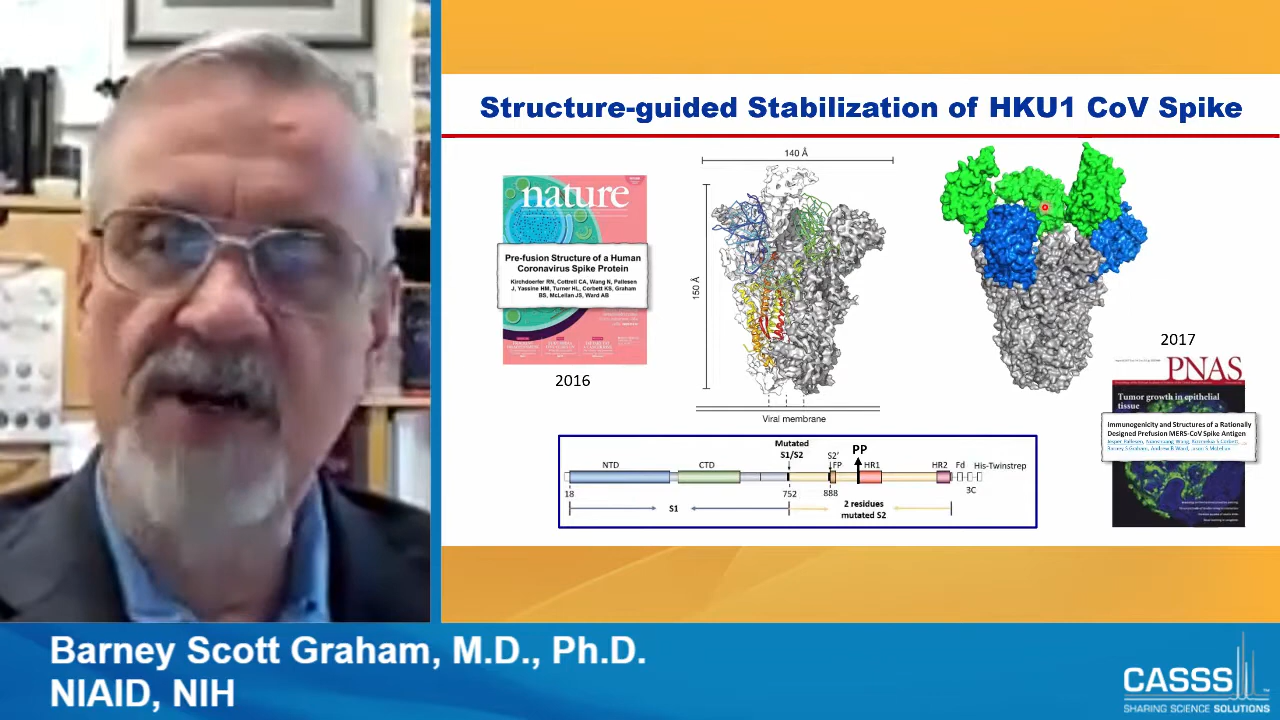 Structure-guided Stabilization of HKU1 CoV Spike
nature
Pre-fusion Structure of a Human
Coronavirus Spike Protein
Kirchdoerfer RN, Cottrell CA, Wang N, Pallesen
J, Yassine HM, Turner HL, Corbett KS, Graham
BS, McLellan JS, Ward AB
2016
140 Å
150 Å
Viral membrane
2017
PNAS
Tumor growth in epithelial
tissue
Immunogenicity and Structures of a Rationally
Designed Prefusion MERS-CoV Spike Antigen
Mutated
S1/S2
PP
S2'
NTD
CTD
FP
HR1
HR2
Fd
His-Twinstrep
18
752
888
3C
S1
2 residues
mutated S2
Barney Scott Graham, M.D., Ph.D.
NIAID, NIH
CASSS
SHARING SCIENCE SOLUTIONS